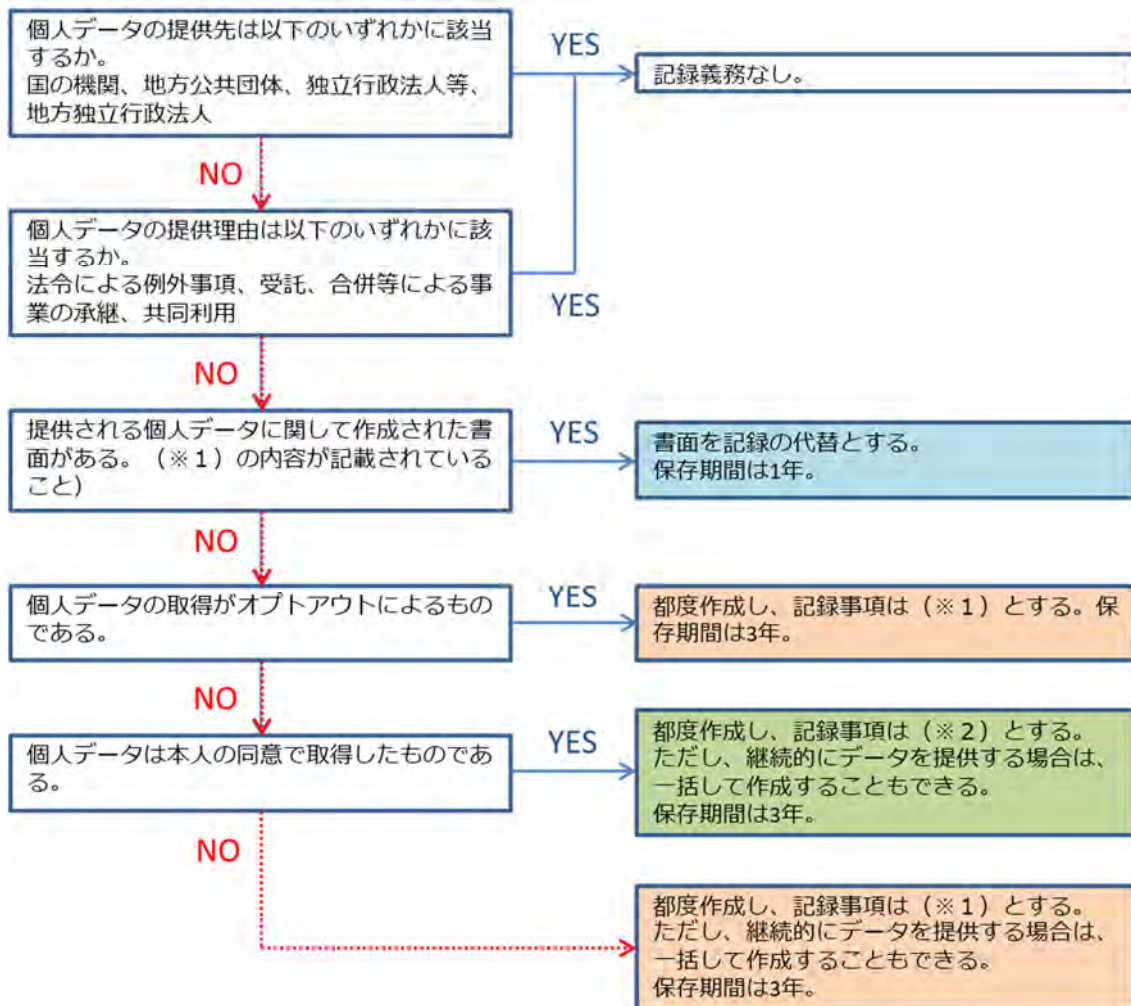 個人データの提供先は以下のいずれかに該当
するか。
国の機関、地方公共団体、独立行政法人等、
地方独立行政法人
YES
記録義務なし。
NO
個人データの提供理由は以下のいずれかに該
当するか。
法令による例外事項、受託、合併等による事
業の承継、共同利用
YES
NO
提供される個人データに関して作成された書
面がある。（※１）の内容が記載されている
こと)
YES
書面を記録の代替とする。
保存期間は1年。
NO
個人データの取得がオプトアウトによるもの
である。
YES
都度作成し、記録事項は（※１）とする。保
存期間は3年。
NO
個人データは本人の同意で取得したものであ
る。
YES
都度作成し、記録事項は（※２）とする。
ただし、継続的にデータを提供する場合は、
一括して作成することもできる。
保存期間は3年。
NO
都度作成し、記録事項は（※１）とする。
ただし、継続的にデータを提供する場合は、
一括して作成することもできる。
保存期間は3年。